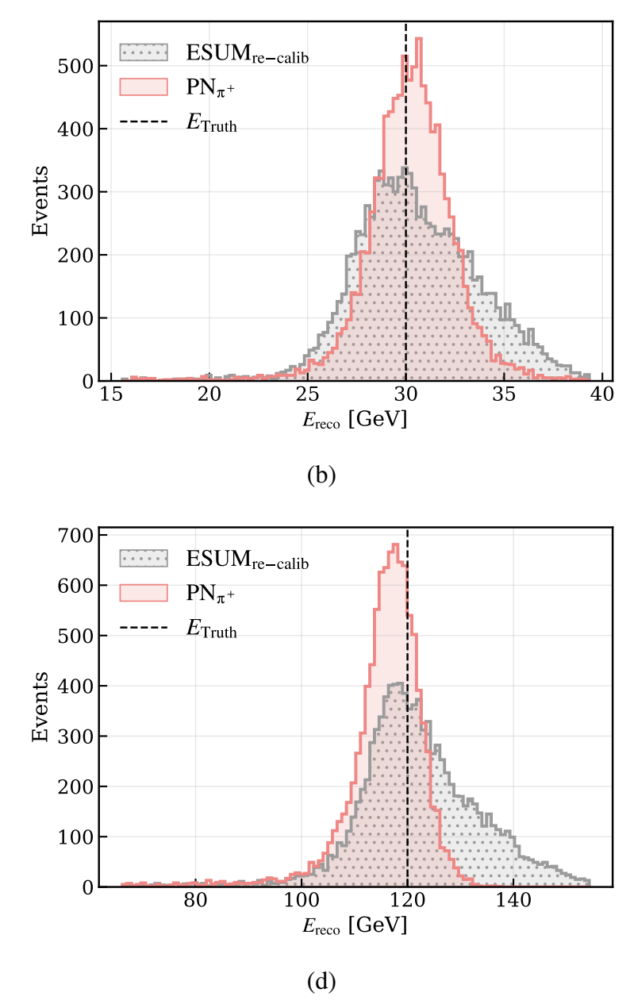 500
400
300
200
100
0
Events
ESUMre−calib
PNπ+
ETruth
15 20 25 30 35 40
Ereco [GeV]
(b)
700
600
500
400
300
200
100
0
Events
ESUMre−calib
PNπ+
ETruth
80 100 120 140
Ereco [GeV]
(d)